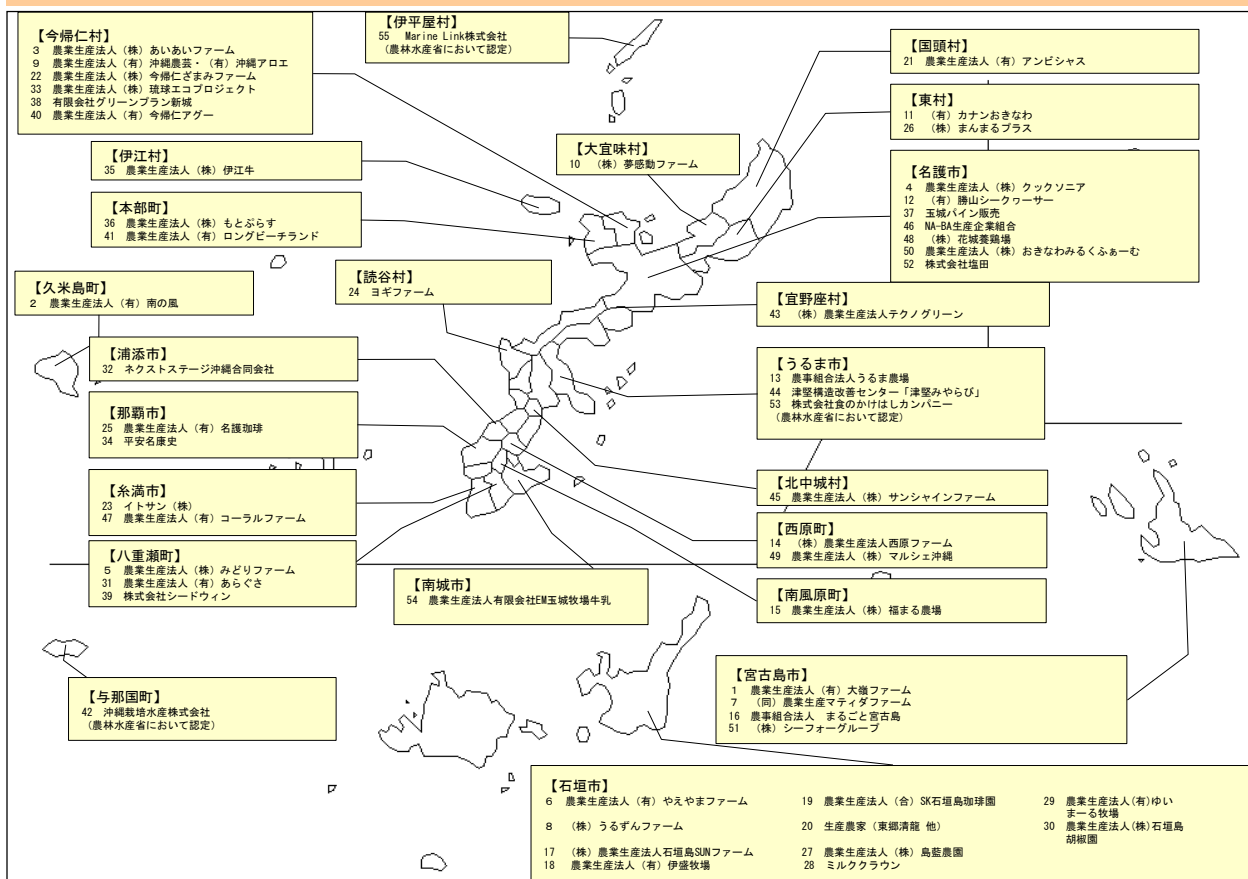 【今帰仁村】
3 農業生産法人（株）あいあいファーム
9 農業生産法人（有）沖縄農芸・（有）沖縄アロエ
22 農業生産法人（株）今帰仁ざまみファーム
33 農業生産法人（株）琉球エコプロジェクト
38 有限会社グリーンプラン新城
40 農業生産法人（有）今帰仁アグー
【伊平屋村】
55 Marine Link株式会社
（農林水産省において認定）
【国頭村】
21 農業生産法人（有）アンビシャス
【東村】
11 （有）カナンおきなわ
26 （株）まんまるプラス
【大宜味村】
10 （株）夢感動ファーム
【伊江村】
35 農業生産法人（株）伊江牛
【名護市】
4 農業生産法人（株）クックソニア
12 （有）勝山シークヮーサー
37 玉城パイン販売
46 NA-BA生産企業組合
48 （株）花城養鶏場
50 農業生産法人（株）おきなわみるくふぁーむ
52 株式会社塩田
【本部町】
36 農業生産法人（株）もとぶらす
41 農業生産法人（有）ロングビーチランド
【読谷村】
24 ヨギファーム
【久米島町】
2 農業生産法人（有）南の風
【宜野座村】
43 （株）農業生産法人テクノグリーン
【浦添市】
32 ネクストステージ沖縄合同会社
【うるま市】
13 農事組合法人うるま農場
44 津堅構造改善センター「津堅みやらび」
53 株式会社食のかけはしカンパニー
（農林水産省において認定）
【那覇市】
25 農業生産法人（有）名護珈琲
34 平安名康史
【北中城村】
45 農業生産法人（株）サンシャインファーム
【糸満市】
23 イトサン（株）
47 農業生産法人（有）コーラルファーム
【西原町】
14 （株）農業生産法人西原ファーム
49 農業生産法人（株）マルシェ沖縄
【八重瀬町】
5 農業生産法人（株）みどりファーム
31 農業生産法人（有）あらぐさ
39 株式会社シードウィン
【南城市】
54 農業生産法人有限会社EM玉城牧場牛乳
【南風原町】
15 農業生産法人（株）福まる農場
【与那国町】
42 沖縄栽培水産株式会社
（農林水産省において認定）
【宮古島市】
1 農業生産法人（有）大嶺ファーム
7 （同）農業生産マティダファーム
16 農事組合法人 まるごと宮古島
51 （株）シーフォーグループ
【石垣市】
6 農業生産法人（有）やえやまファーム
8 （株）うるずんファーム
17 （株）農業生産法人石垣島SUNファーム
18 農業生産法人（有）伊盛牧場
19 農業生産法人（合）SK石垣島珈琲園
20 生産農家（東郷清龍 他）
27 農業生産法人（株）島藍農園
28 ミルククラウン
29 農業生産法人(有)ゆい
まーる牧場
30 農業生産法人(株)石垣島
胡椒園